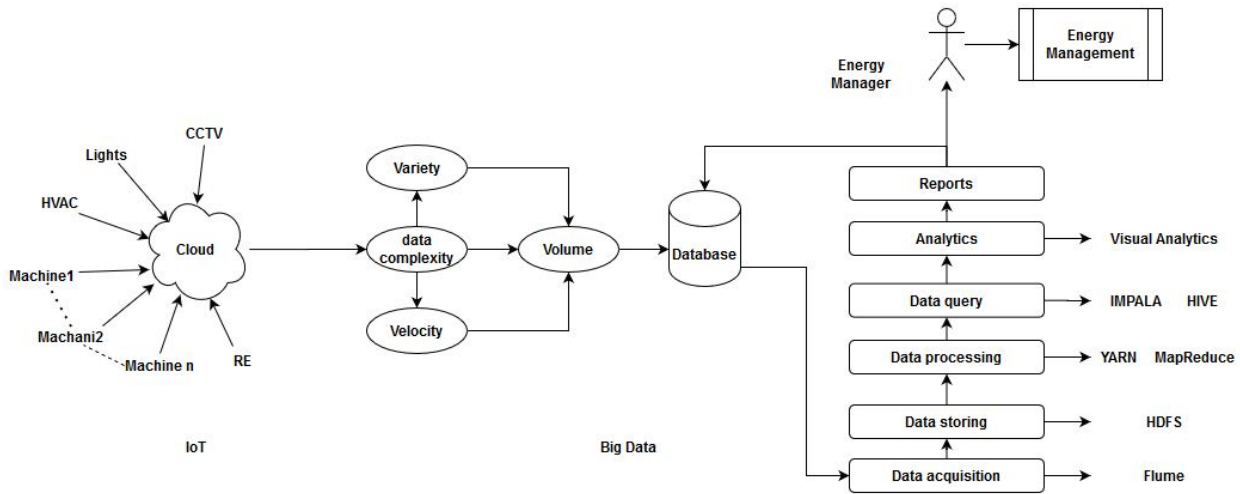 Energy
Manager
Energy
Management
CCTV
Lights
HVAC
Cloud
Machine1
Machani2
Machine n
RE
IoT
Variety
data
complexity
Volume
Velocity
Database
Big Data
Reports
Analytics
Visual Analytics
Data query
IMPALA HIVE
Data processing
YARN MapReduce
Data storing
HDFS
Data acquisition
Flume